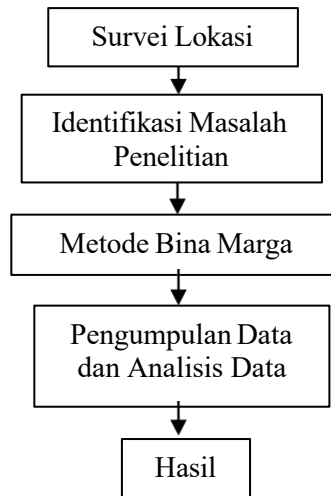 Survei Lokasi
Identifikasi Masalah
Penelitian
Metode Bina Marga
Pengumpulan Data
dan Analisis Data
Hasil